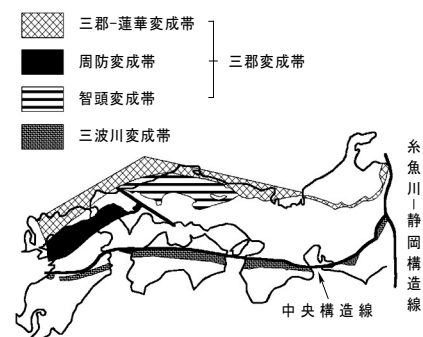 三郡-蓮華変成帯
周防変成帯
三郡変成帯
智頭変成帯
三波川変成帯
糸魚川-静岡構造線
中央構造線